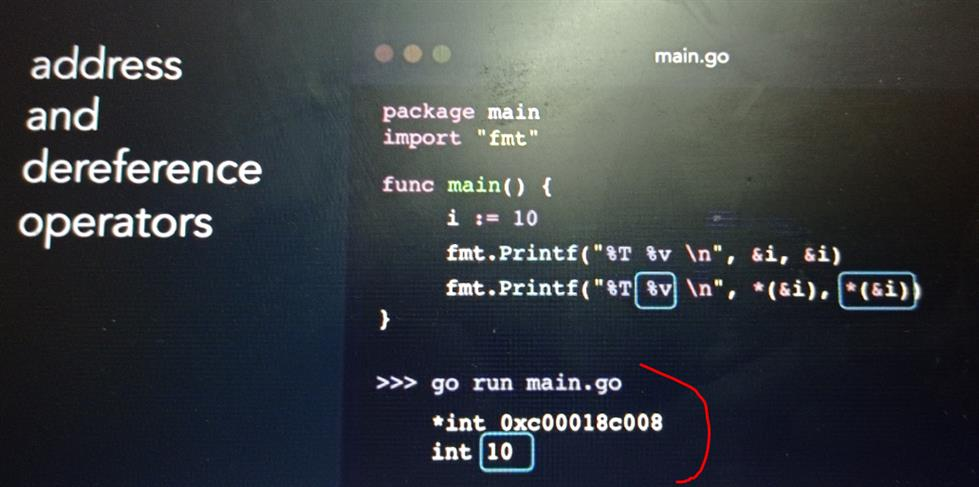 address
and
dereference
operators
main.go
package main
import "fmt"
func main() {
i := 10
fmt.Printf("%T %v \n", &i, &i)
fmt.Printf("%T %v \n", *(&i), *(&i))
}
>>> go run main.go
*int 0xc00018c008
int 10